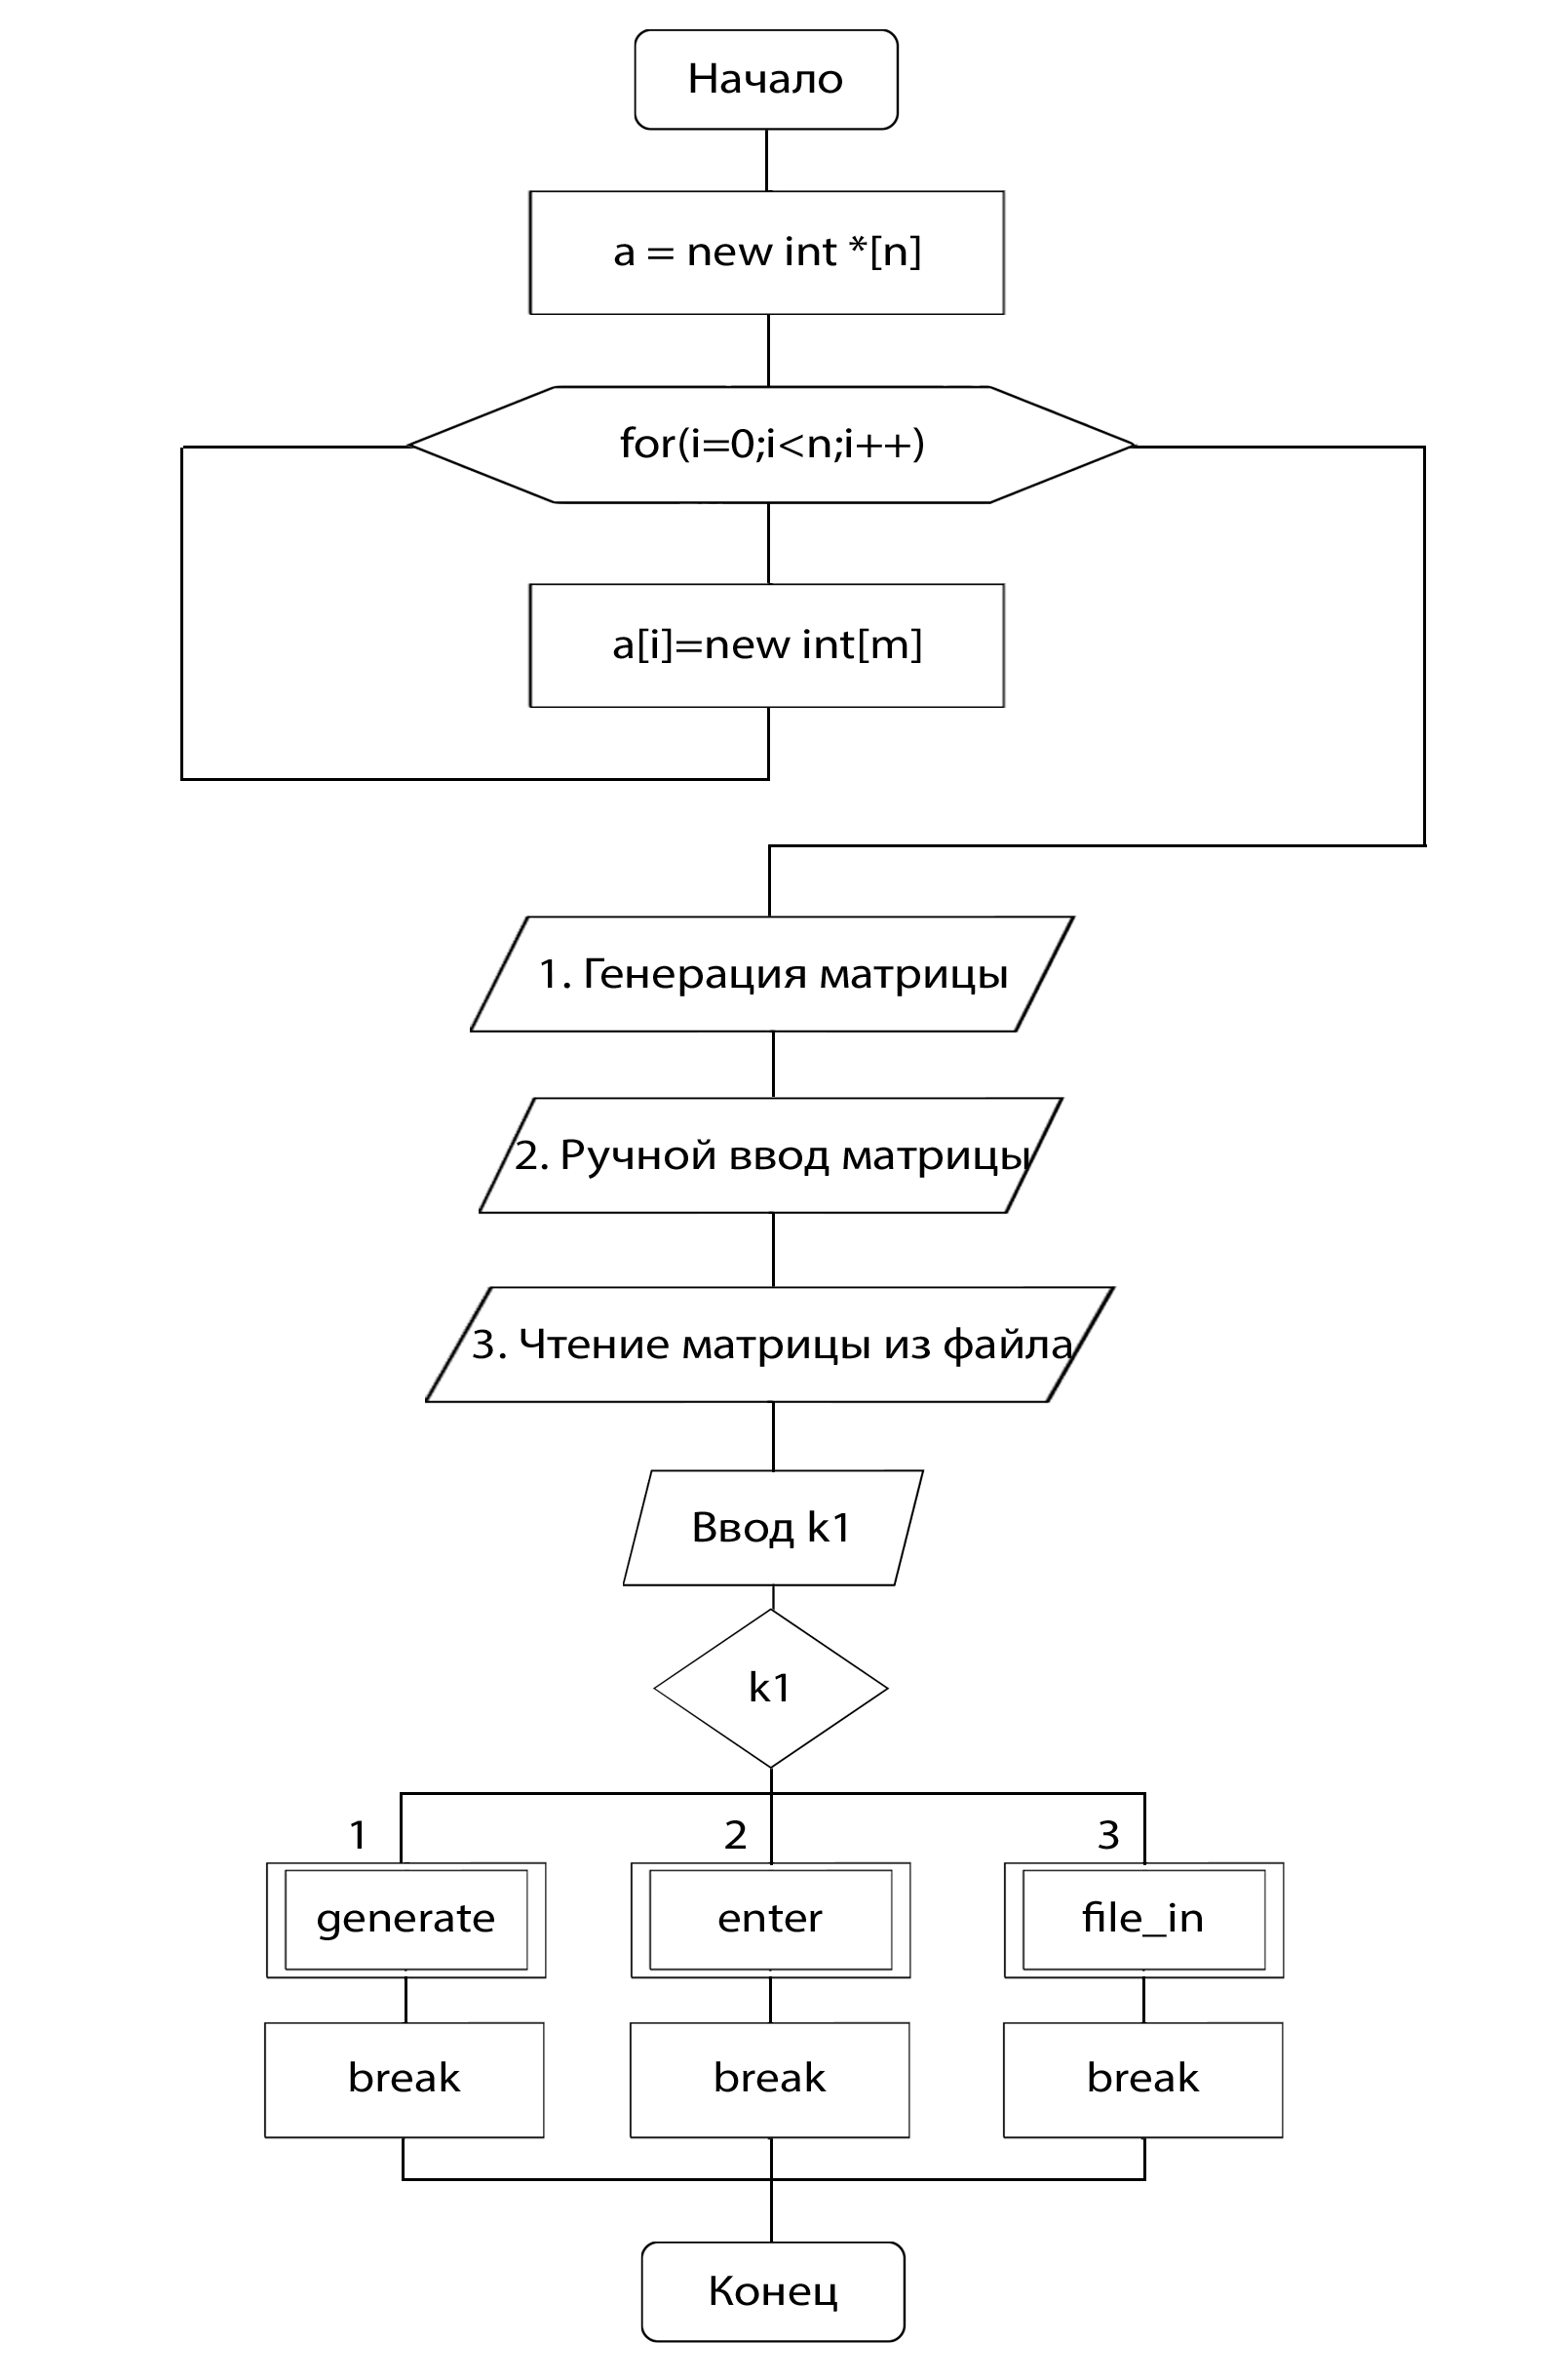 Начало
a = new int *[n]
for(i=0;i<n;i++)
a[i]=new int[m]
1. Генерация матрицы
2. Ручной ввод матрицы
3. Чтение матрицы из файла
Ввод k1
k1
1 2 3
generate enter file_in
break break break
Конец